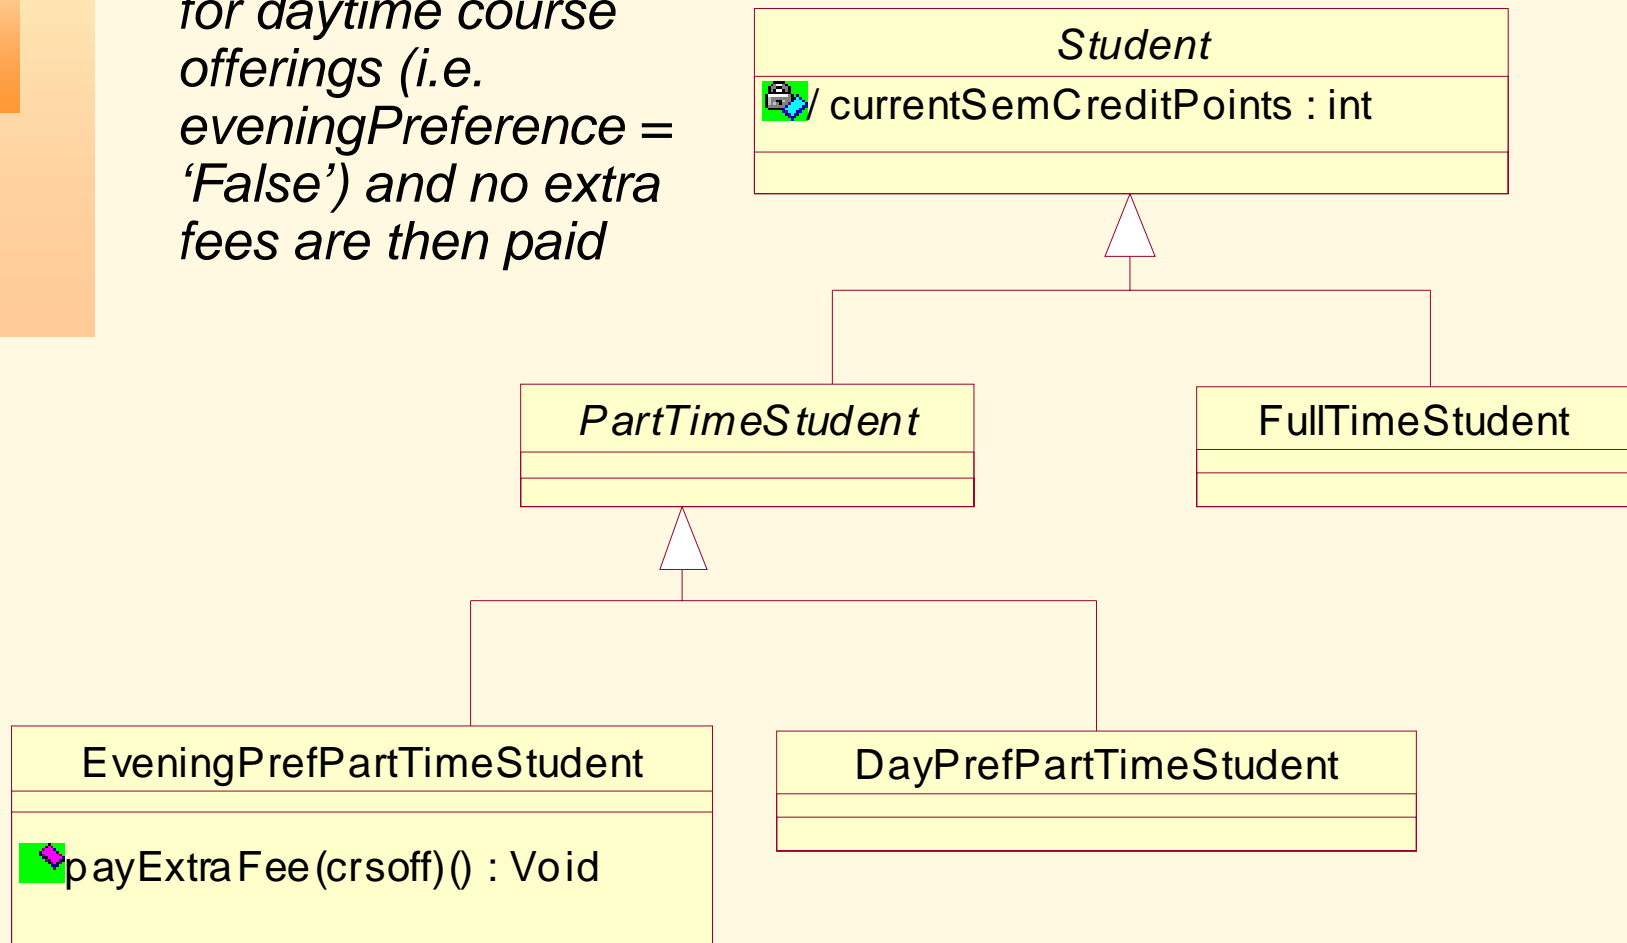 for daytime course
offerings (i.e.
eveningPreference =
‘False’) and no extra
fees are then paid
Student
/ currentSemCreditPoints : int
PartTimeStudent
FullTimeStudent
EveningPrefPartTimeStudent
payExtraFee(crsoff)() : Void
DayPrefPartTimeStudent